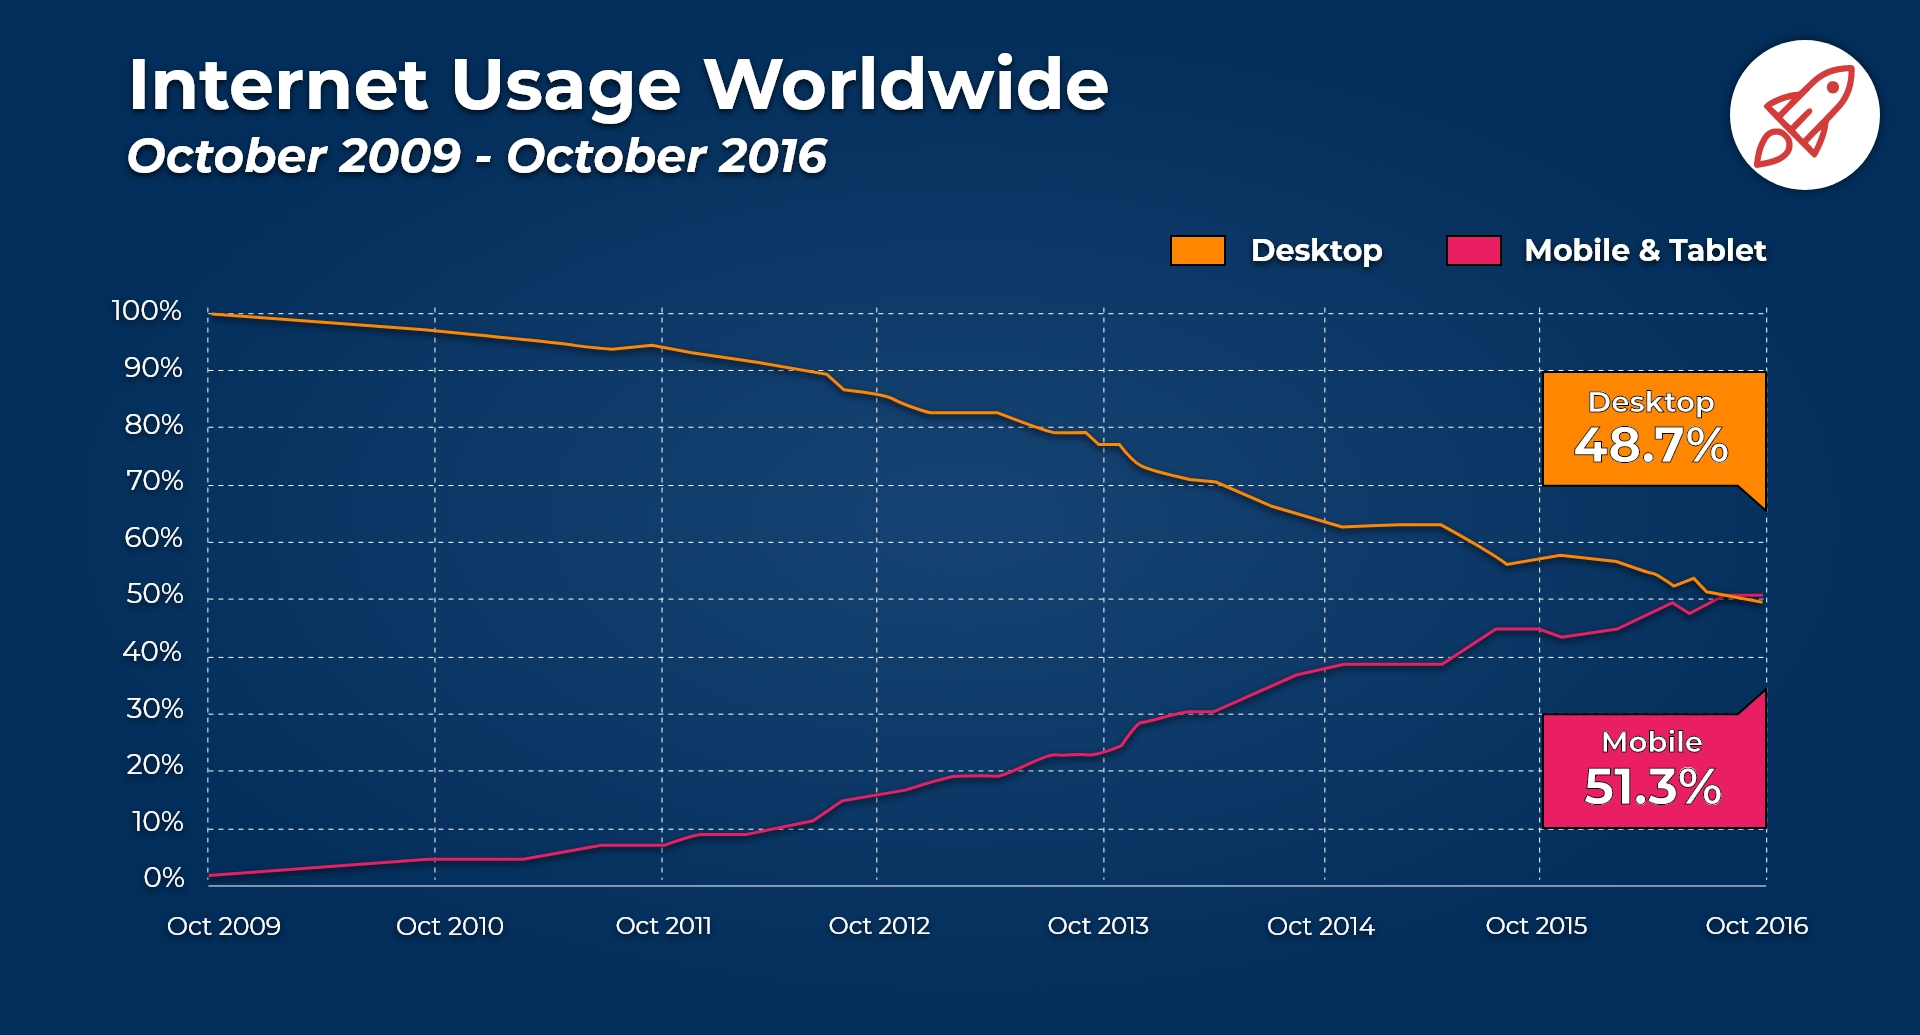 Internet Usage Worldwide
October 2009 - October 2016
Desktop
Mobile & Tablet
100%
90%
80%
70%
60%
50%
40%
30%
20%
10%
0%
Desktop
48.7%
Mobile
51.3%
Oct 2009
Oct 2010
Oct 2011
Oct 2012
Oct 2013
Oct 2014
Oct 2015
Oct 2016